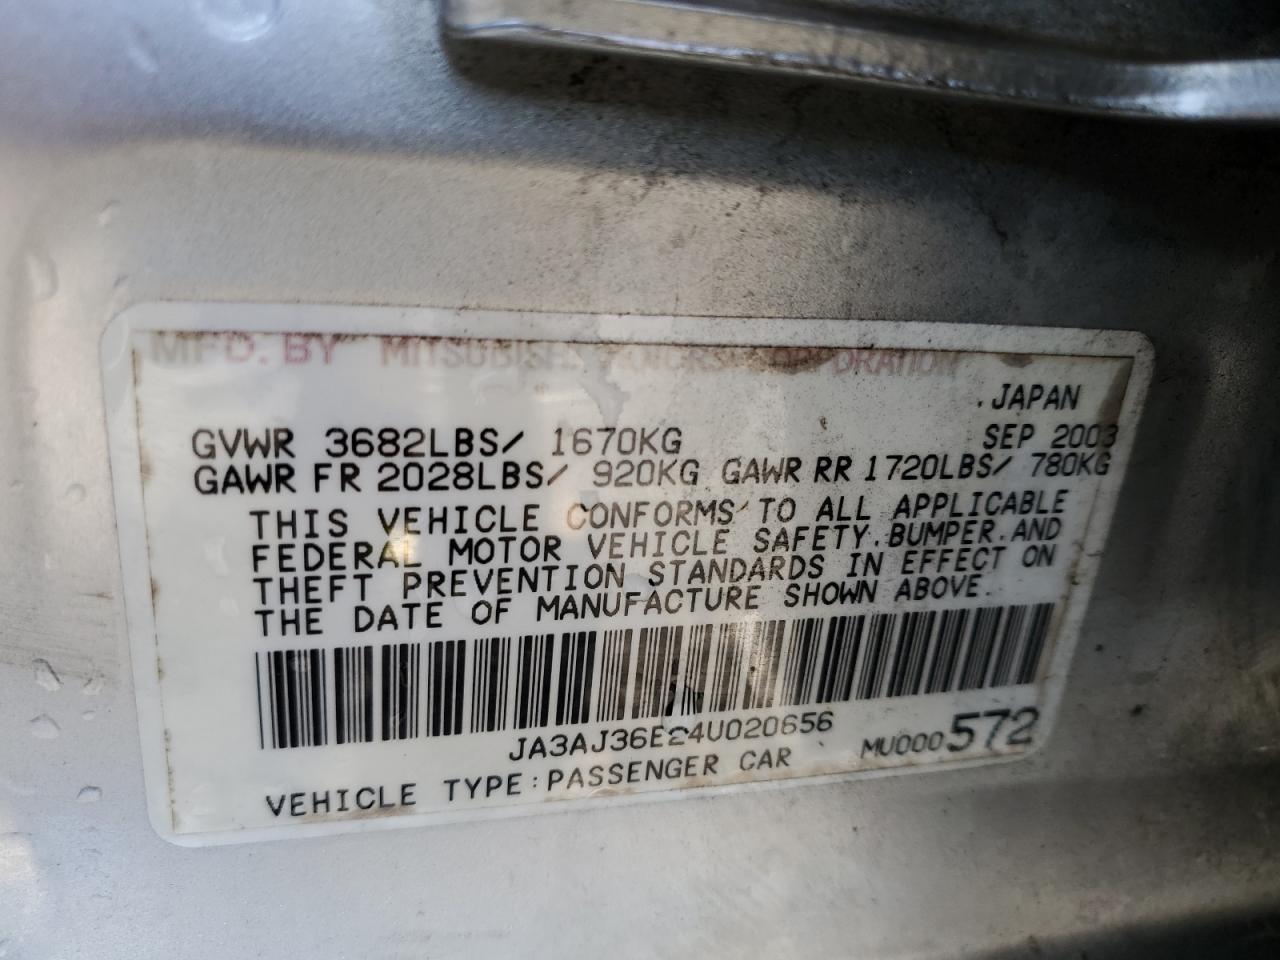 MFD. BY MITSUBISHI MOTORS CORPORATION
JAPAN
GVWR 3682LBS/ 1670KG SEP 2003
GAWR FR 2028LBS/ 920KG GAWR RR 1720LBS/ 780KG
THIS VEHICLE CONFORMS TO ALL APPLICABLE
FEDERAL MOTOR VEHICLE SAFETY, BUMPER, AND
THEFT PREVENTION STANDARDS IN EFFECT ON
THE DATE OF MANUFACTURE SHOWN ABOVE.
JA3AJ36E24U020656
MU000572
VEHICLE TYPE:PASSENGER CAR